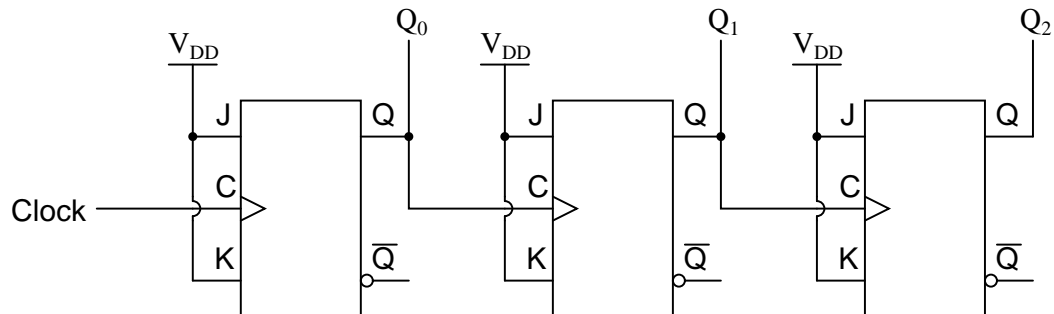 Q0 Q1 Q2
VDD VDD VDD
J Q J Q J Q
C C C
Clock
K Q̅ K Q̅ K Q̅